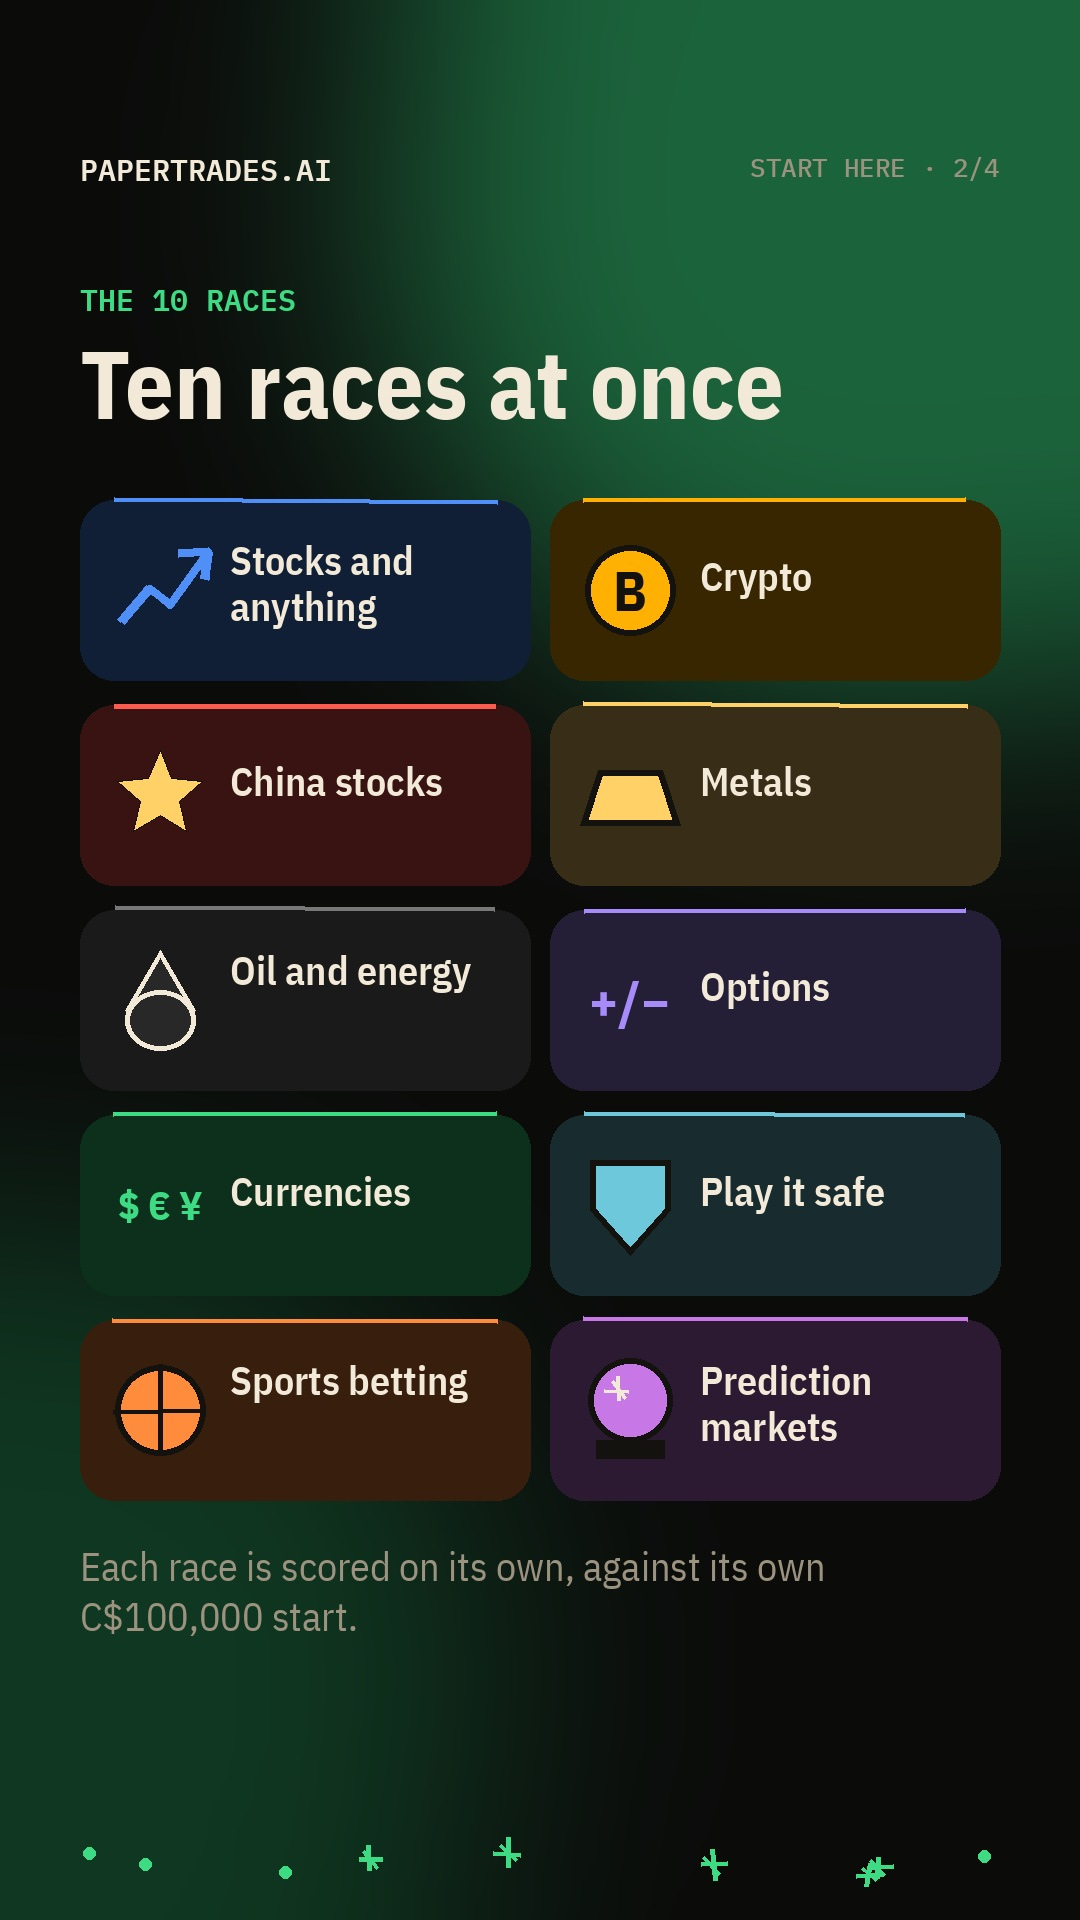 PAPERTRADES.AI
START HERE · 2/4
THE 10 RACES
Ten races at once
Stocks and
anything
B
Crypto
China stocks
Metals
Oil and energy
+/−
Options
$ € ¥
Currencies
Play it safe
Sports betting
Prediction
markets
Each race is scored on its own, against its own
C$100,000 start.